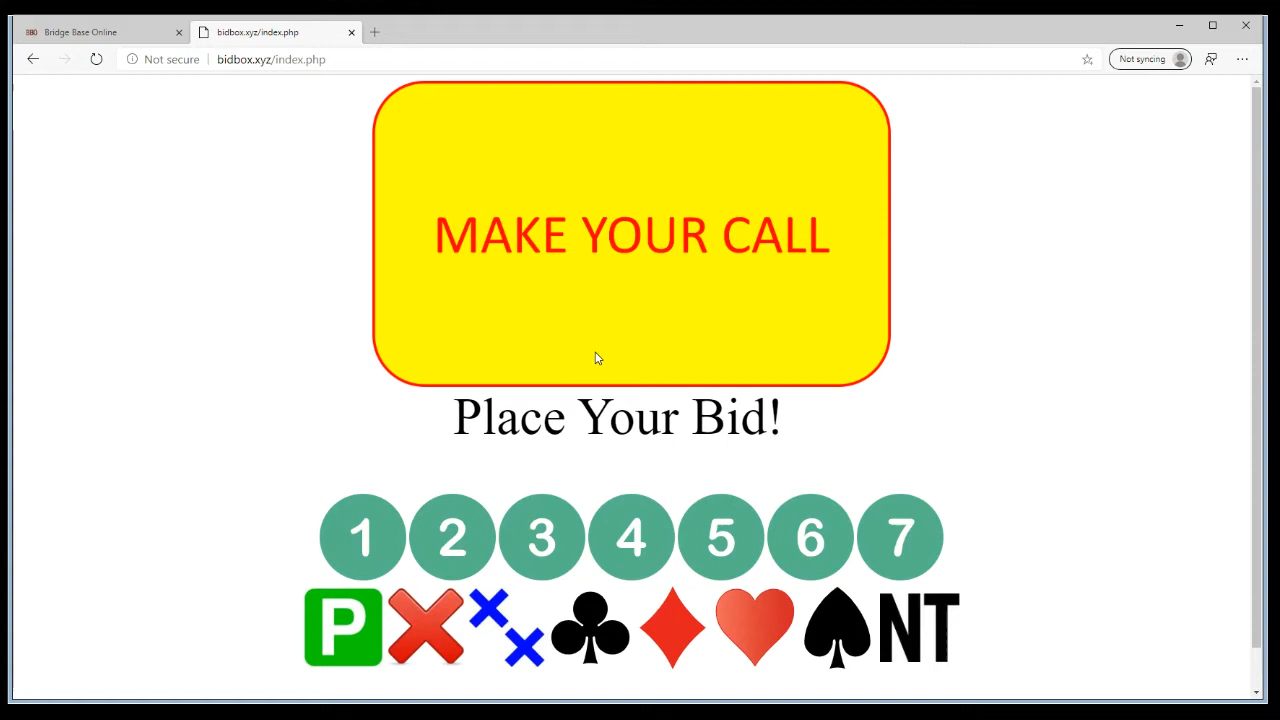 BBO Bridge Base Online
bidbox.xyz/index.php
Not secure bidbox.xyz/index.php Not syncing
MAKE YOUR CALL
Place Your Bid!
1 2 3 4 5 6 7
P NT